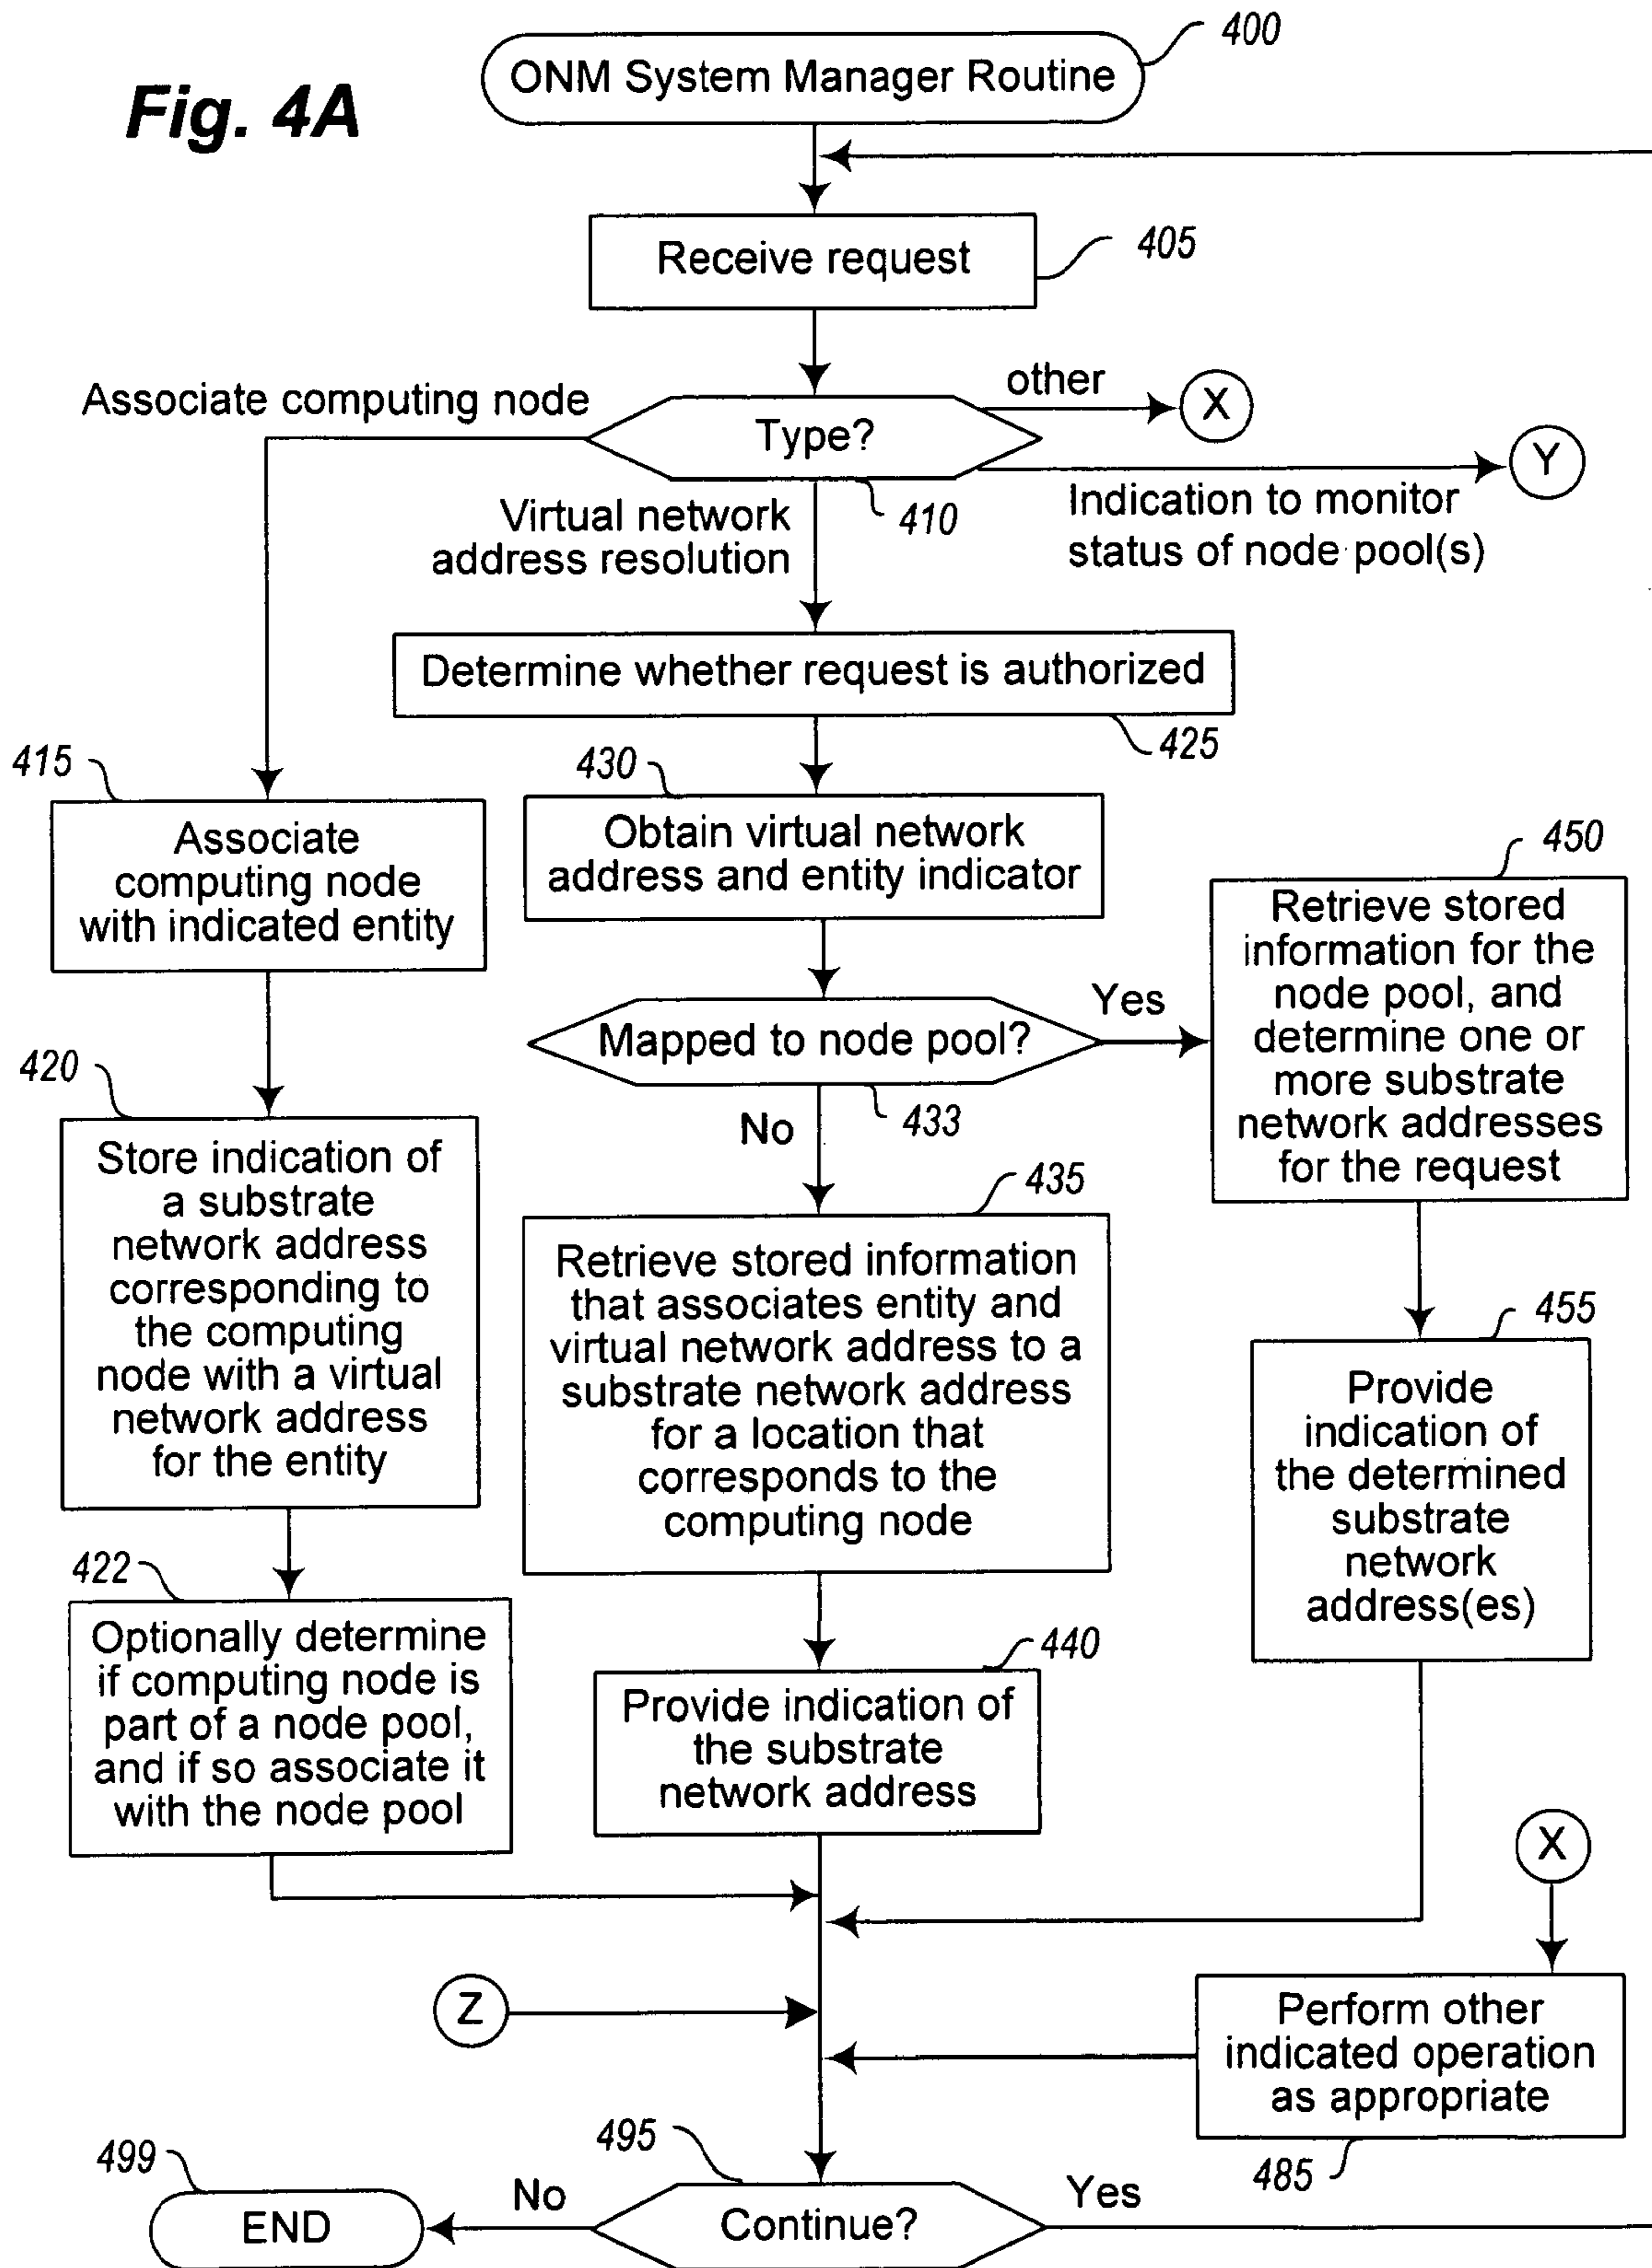 Fig. 4A
ONM System Manager Routine
400
Receive request
405
Associate computing node
Type?
other
X
Y
410
Virtual network
address resolution
Indication to monitor
status of node pool(s)
Determine whether request is authorized
425
415
Associate
computing node
with indicated entity
430
Obtain virtual network
address and entity indicator
450
Retrieve stored
information for the
node pool, and
determine one or
more substrate
network addresses
for the request
Mapped to node pool?
Yes
433
No
420
Store indication of
a substrate
network address
corresponding to
the computing
node with a virtual
network address
for the entity
435
Retrieve stored information
that associates entity and
virtual network address to a
substrate network address
for a location that
corresponds to the
computing node
455
Provide
indication of
the determined
substrate
network
address(es)
422
Optionally determine
if computing node is
part of a node pool,
and if so associate it
with the node pool
440
Provide indication of
the substrate
network address
X
Z
Perform other
indicated operation
as appropriate
485
495
Continue?
Yes
No
499
END